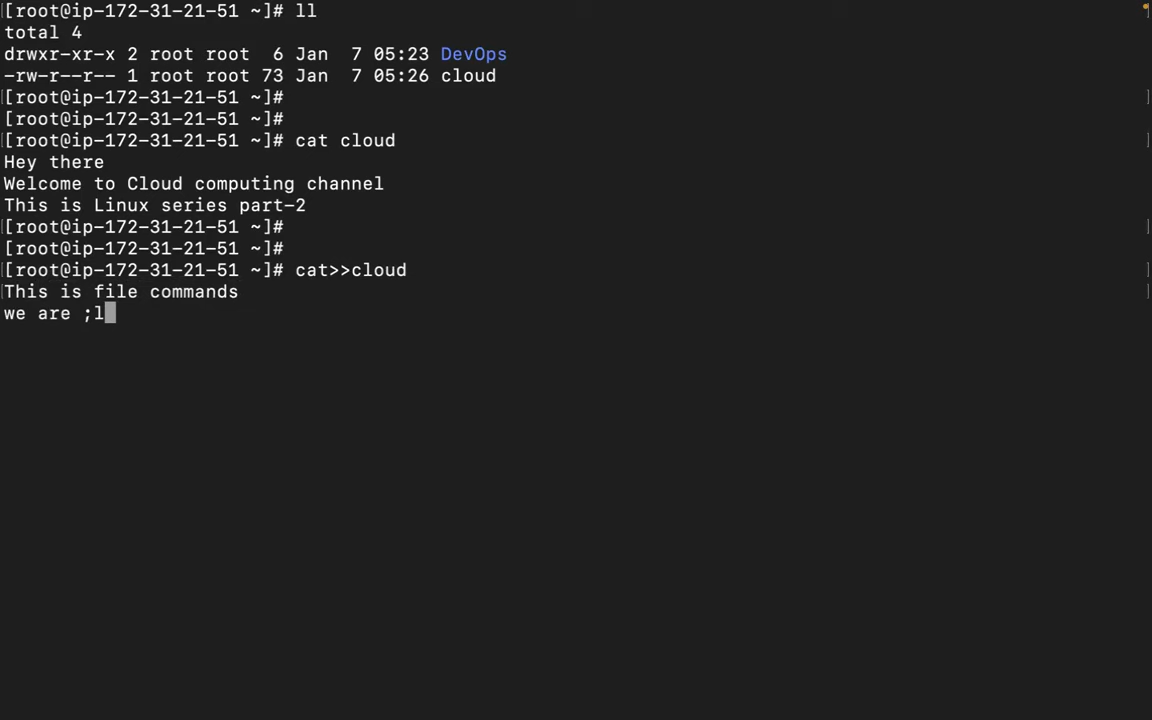 [root@ip-172-31-21-51 ~]# ll
total 4
drwxr-xr-x 2 root root  6 Jan  7 05:23 DevOps
-rw-r--r-- 1 root root 73 Jan  7 05:26 cloud
[root@ip-172-31-21-51 ~]#
[root@ip-172-31-21-51 ~]#
[root@ip-172-31-21-51 ~]# cat cloud
Hey there
Welcome to Cloud computing channel
This is Linux series part-2
[root@ip-172-31-21-51 ~]#
[root@ip-172-31-21-51 ~]#
[root@ip-172-31-21-51 ~]# cat>>cloud
This is file commands
we are ;l